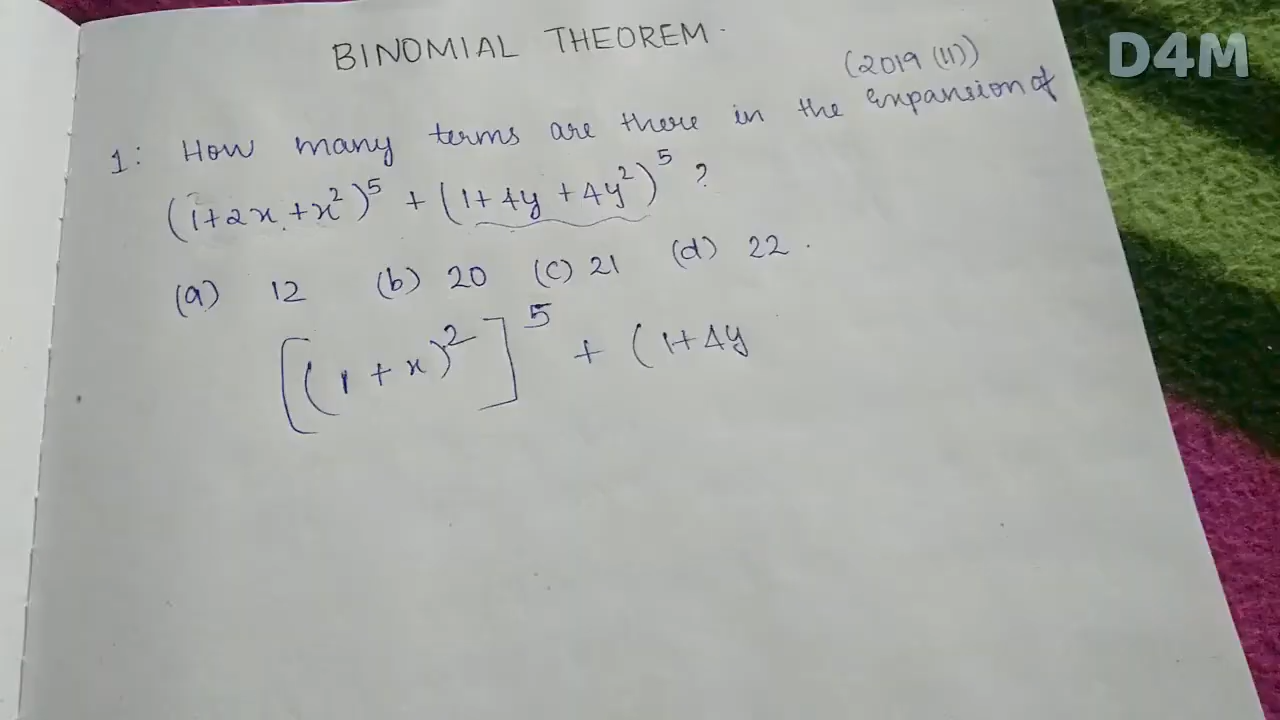 D4M
BINOMIAL THEOREM.
(2019 (II))
1: How many terms are there in the expansion of
(1+2x+x²)⁵ + (1+4y+4y²)⁵ ?
(a) 12 (b) 20 (c) 21 (d) 22.
[(1+x)²]⁵ + (1+4y